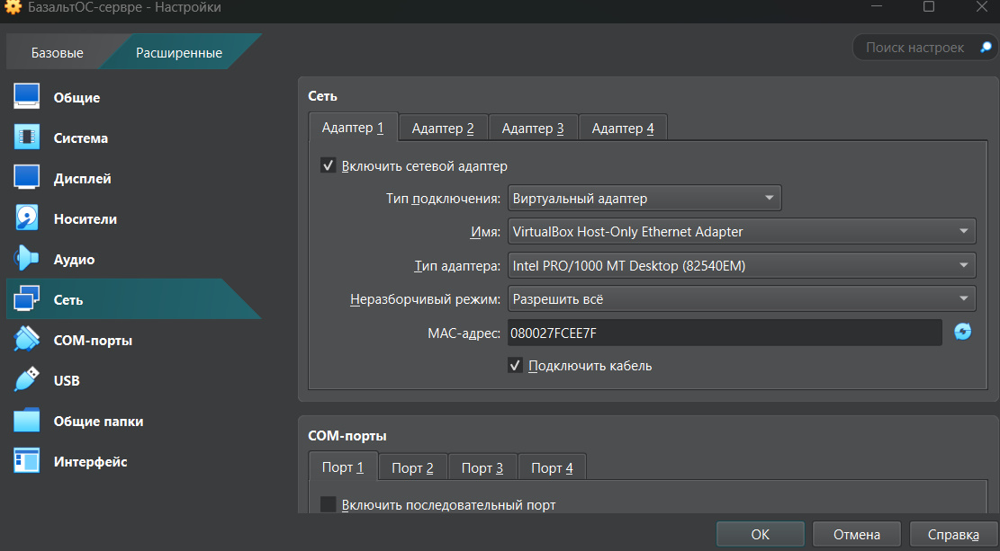 БазальтОС-сервре - Настройки
Базовые
Расширенные
Поиск настроек
Общие
Система
Дисплей
Носители
Аудио
Сеть
COM-порты
USB
Общие папки
Интерфейс
Сеть
Адаптер 1
Адаптер 2
Адаптер 3
Адаптер 4
Включить сетевой адаптер
Тип подключения: Виртуальный адаптер
Имя: VirtualBox Host-Only Ethernet Adapter
Тип адаптера: Intel PRO/1000 MT Desktop (82540EM)
Неразборчивый режим: Разрешить всё
MAC-адрес: 080027FCEE7F
Подключить кабель
COM-порты
Порт 1
Порт 2
Порт 3
Порт 4
Включить последовательный порт
OK
Отмена
Справка